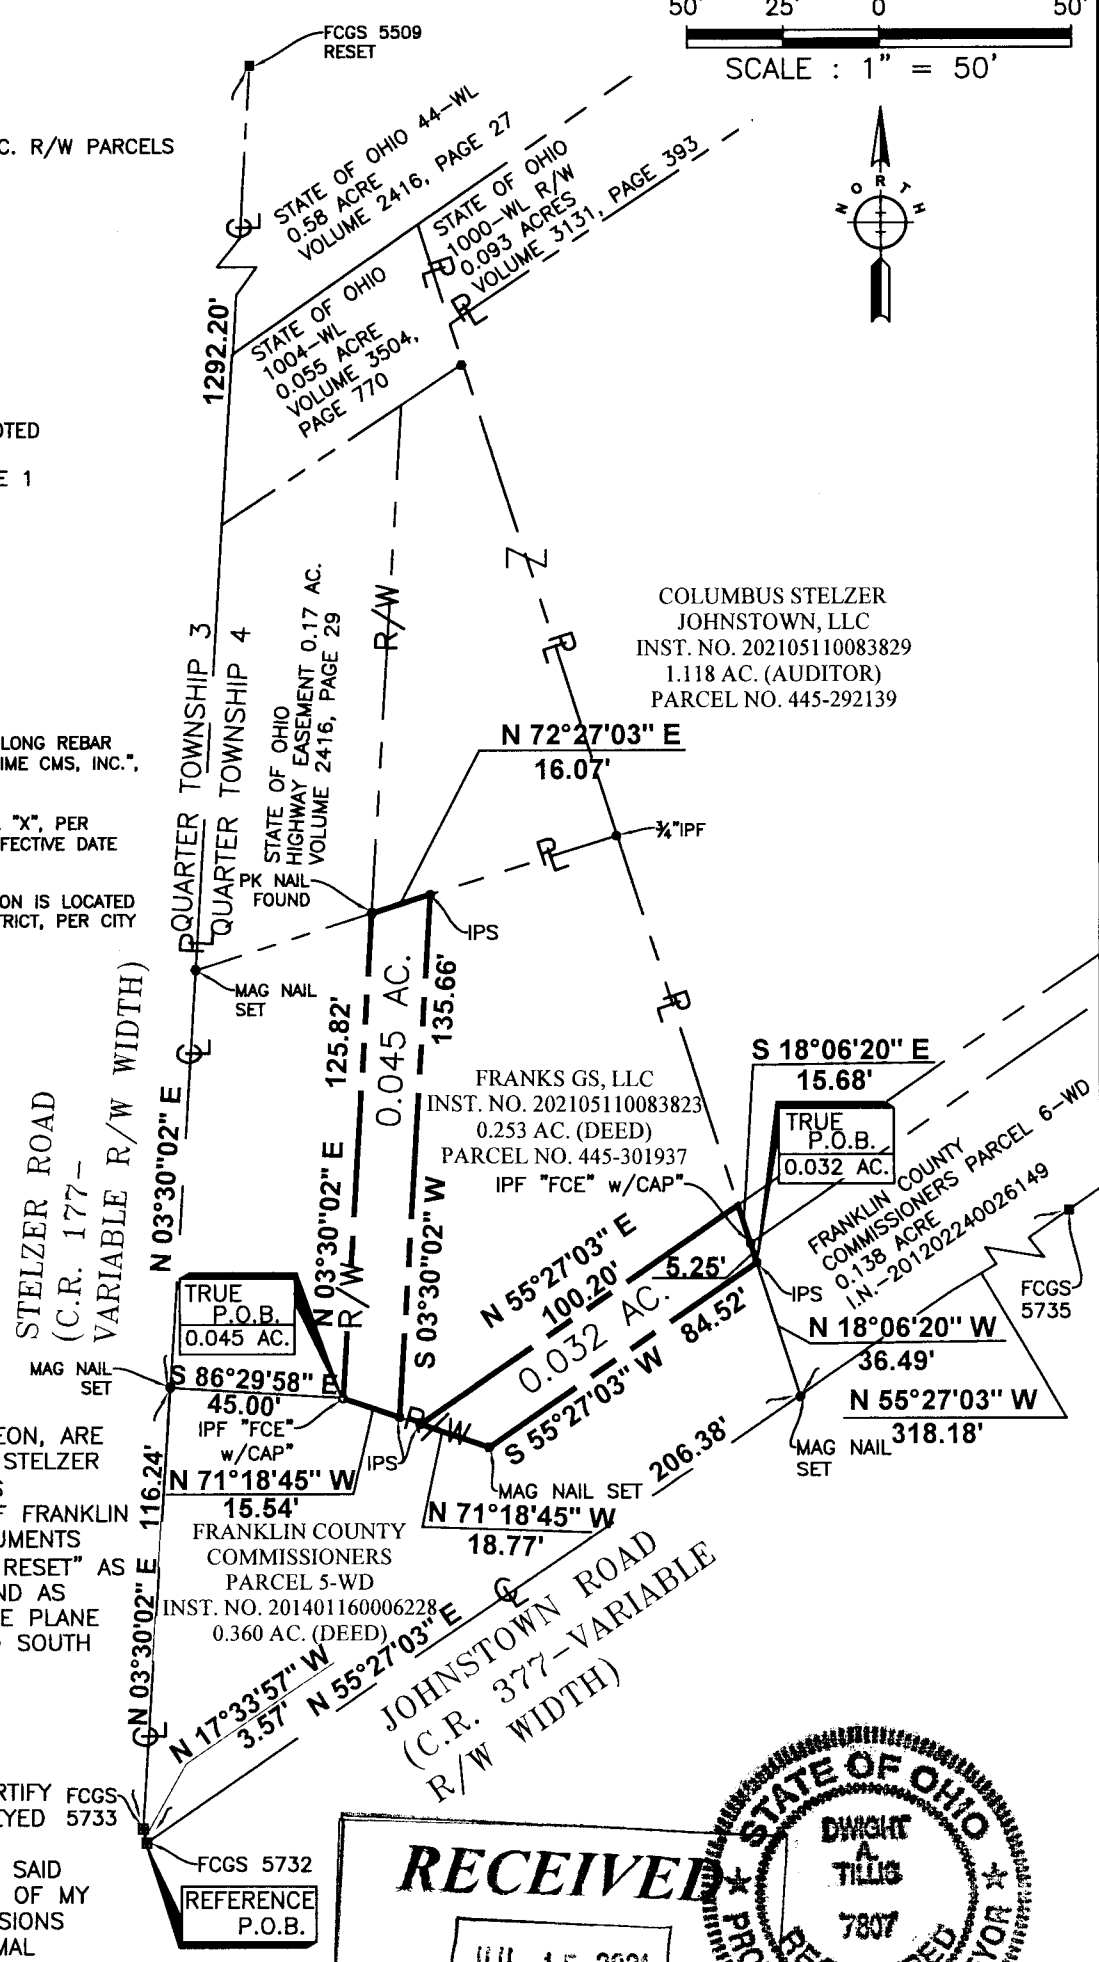 50' 25' 0 50'
SCALE : 1" = 50'
NORTH
FCGS 5509
RESET
C. R/W PARCELS
STATE OF OHIO 44-WL
0.58 ACRE
VOLUME 2416, PAGE 27
STATE OF OHIO
1000-WL R/W
0.093 ACRES
VOLUME 3131, PAGE 393
STATE OF OHIO
1004-WL
0.055 ACRE
VOLUME 3504,
PAGE 770
1292.20'
OTED
E 1
QUARTER TOWNSHIP 3
QUARTER TOWNSHIP 4
STATE OF OHIO
HIGHWAY EASEMENT 0.17 AC.
VOLUME 2416, PAGE 29
R/W
COLUMBUS STELZER
JOHNSTOWN, LLC
INST. NO. 202105110083829
1.118 AC. (AUDITOR)
PARCEL NO. 445-292139
N 72°27'03" E
16.07'
LONG REBAR
IME CMS, INC.",
"X", PER
FECTIVE DATE
ON IS LOCATED
TRICT, PER CITY
3/4"IPF
PK NAIL
FOUND
IPS
MAG NAIL
SET
STELZER ROAD
(C.R. 177-
VARIABLE R/W WIDTH)
N 03°30"02" E
125.82'
N 03°30"02" E
R/W
0.045 AC.
135.66'
S 03°30"02" W
FRANKS GS, LLC
INST. NO. 202105110083823
0.253 AC. (DEED)
PARCEL NO. 445-301937
IPF "FCE" w/CAP"
S 18°06'20" E
15.68'
TRUE
P.O.B.
0.032 AC.
FRANKLIN COUNTY
COMMISSIONERS PARCEL 6-WD
0.138 ACRE
I.N.-201202240026149
N 55°27'03" E
100.20'
5.25'
0.032 AC.
84.52'
S 55°27'03" W
IPS
FCGS
5735
N 18°06'20" W
36.49'
N 55°27'03" W
318.18'
MAG NAIL
SET
TRUE
P.O.B.
0.045 AC.
MAG NAIL
SET
S 86°29'58" E
45.00'
IPF "FCE"
w/CAP"
IPS
R/W
MAG NAIL SET
206.38'
N 71°18'45" W
15.54'
N 71°18'45" W
18.77'
EON, ARE
STELZER
S
F FRANKLIN
UMENTS
RESET" AS
ND AS
E PLANE
SOUTH
116.24'
N 03°30'02" E
FRANKLIN COUNTY
COMMISSIONERS
PARCEL 5-WD
INST. NO. 201401160006228
0.360 AC. (DEED)
N 17°33'57" W
3.57'
N 55°27'03" E
JOHNSTOWN ROAD
(C.R. 377-VARIABLE
R/W WIDTH)
RTIFY
EYED
FCGS
5733
FCGS 5732
REFERENCE
P.O.B.
SAID
OF MY
SIONS
MAL
RECEIVED
STATE OF OHIO
DWIGHT
A.
TILLIS
7807